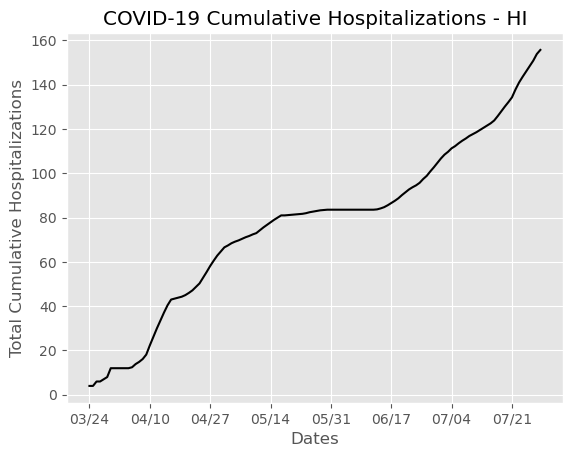 COVID-19 Cumulative Hospitalizations - HI
Total Cumulative Hospitalizations
160
140
120
100
80
60
40
20
0
03/24 04/10 04/27 05/14 05/31 06/17 07/04 07/21
Dates